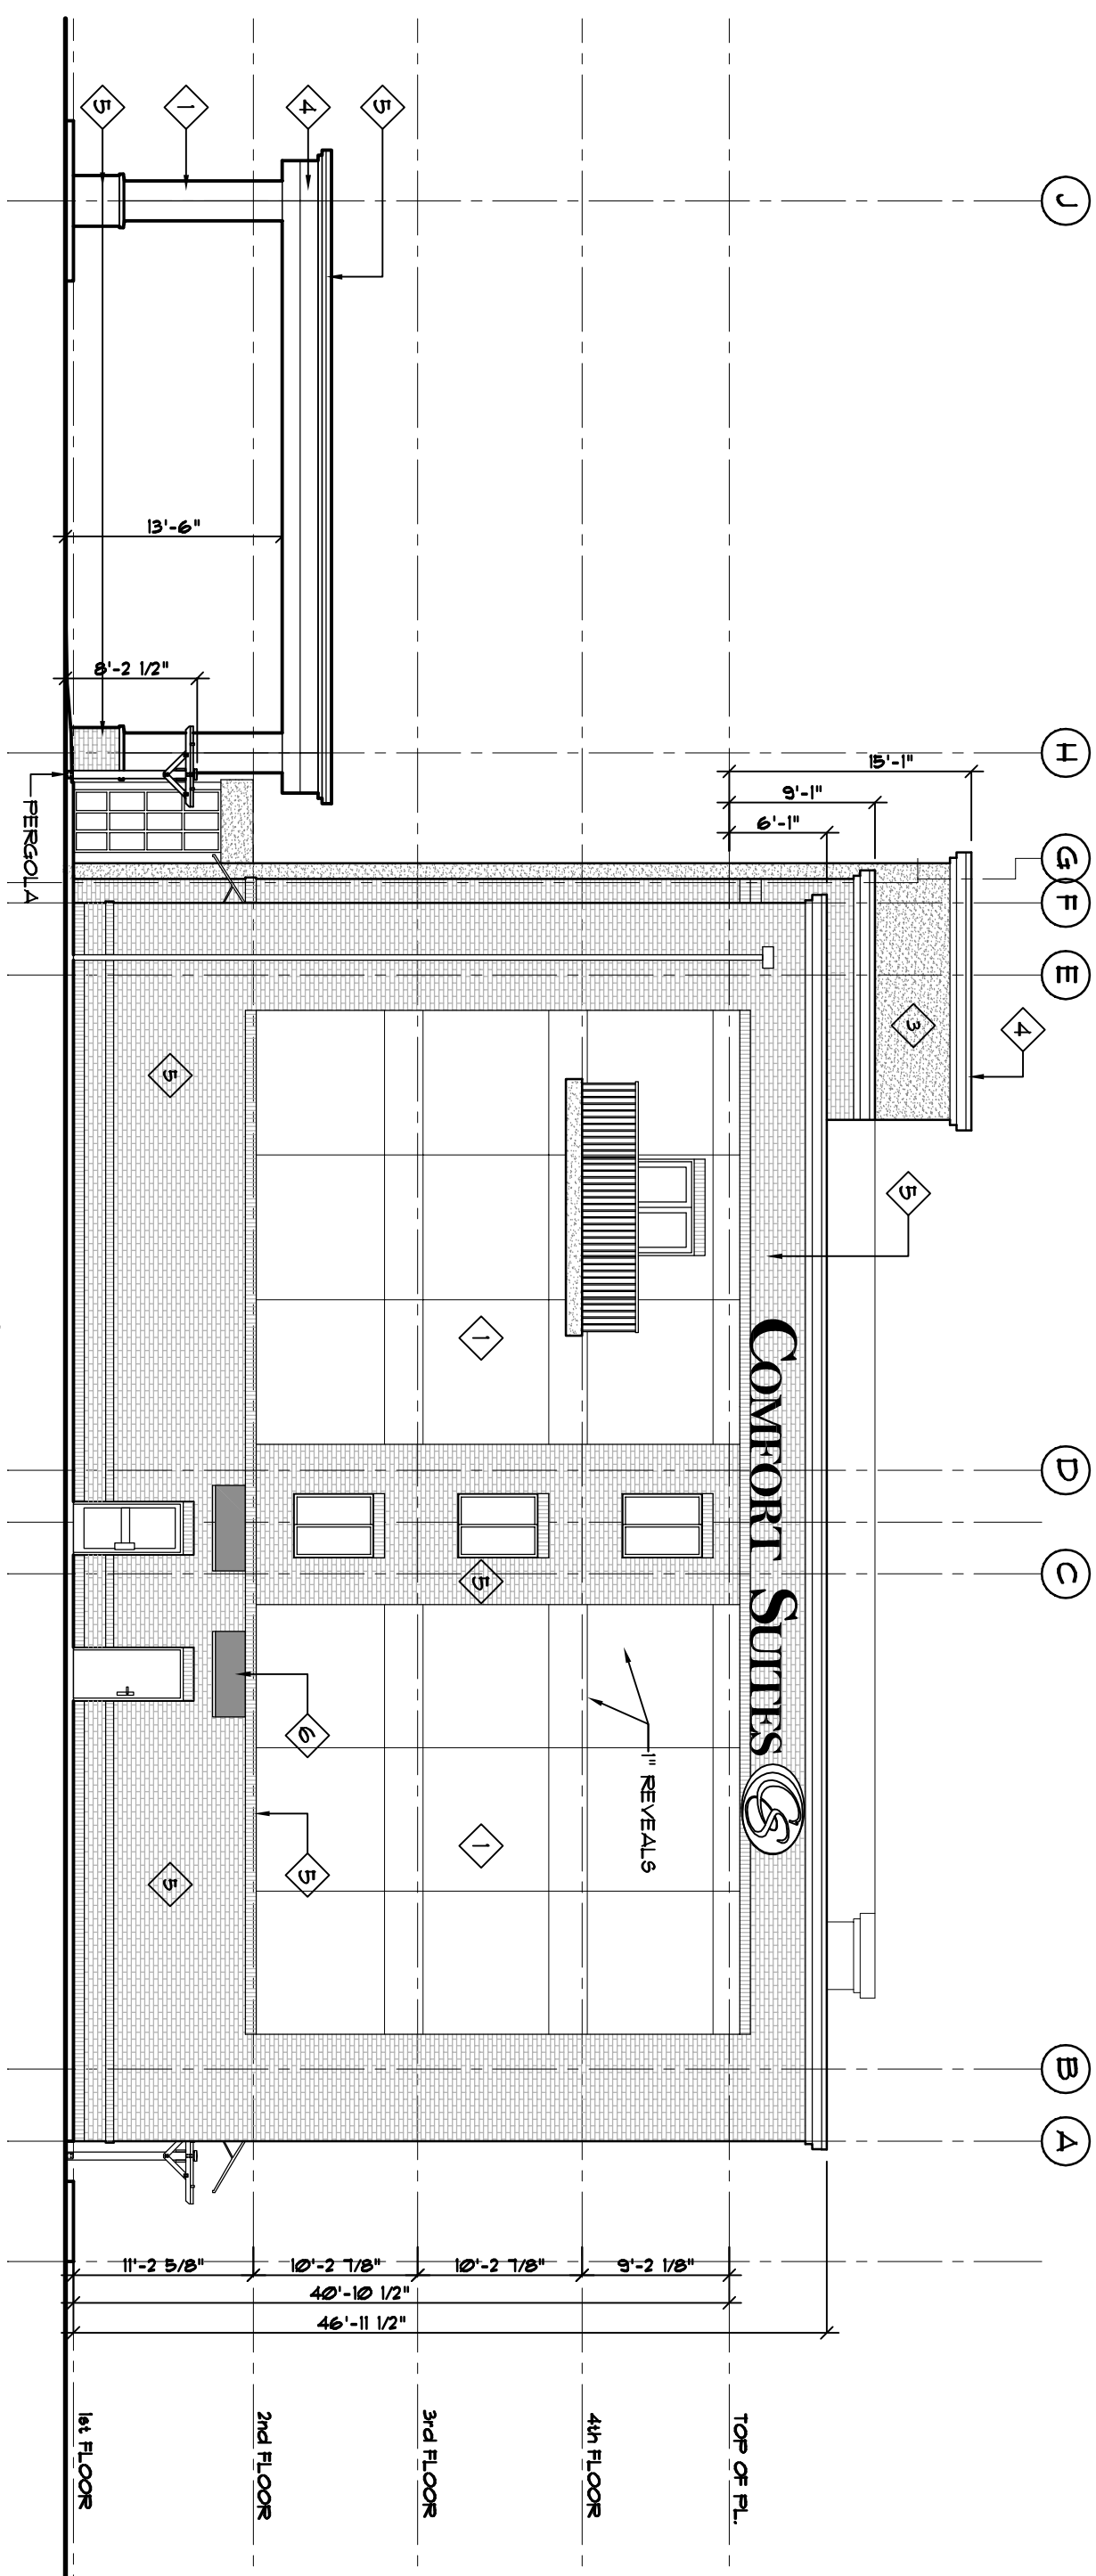 J
H
G
F
E
D
C
B
A
5
4
1
5
13'-6"
8'-2 1/2"
PERGOLA
15'-1"
9'-1"
6'-1"
4
3
5
COMFORT SUITES
5
1
5
1" REVEALS
1
6
5
5
TOP OF PL.
4th FLOOR
3rd FLOOR
2nd FLOOR
1st FLOOR
9'-2 1/8"
10'-2 7/8"
10'-2 7/8"
11'-2 5/8"
40'-10 1/2"
46'-11 1/2"